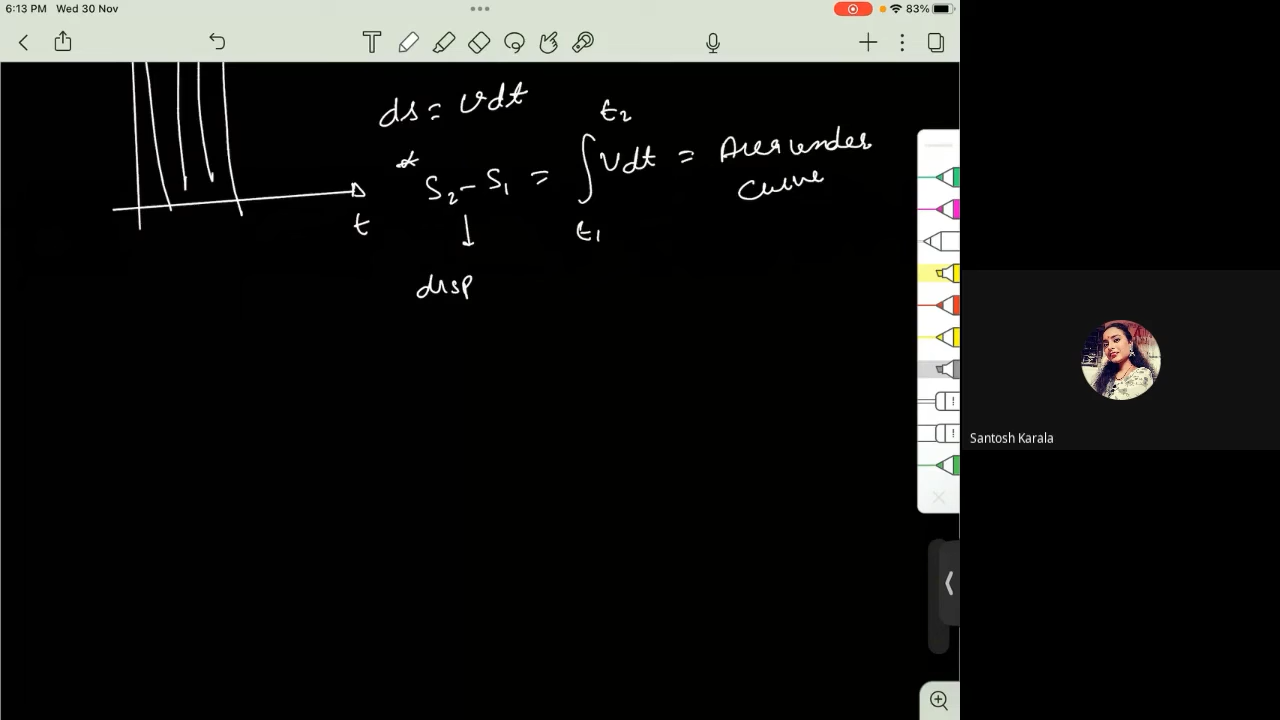 6:13 PM Wed 30 Nov
83%
ds = vdt
* S₂ - S₁ = ∫ vdt = Area under
t₂
t₁
curve
t
disp
Santosh Karala